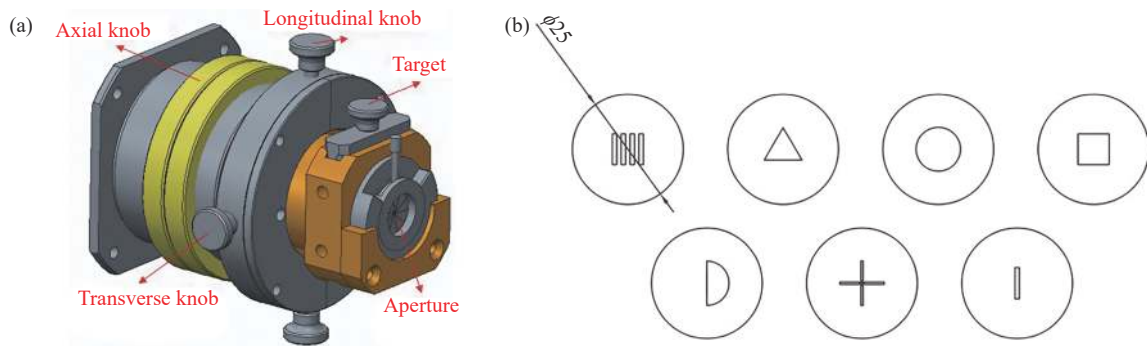 (a)
Longitudinal knob
Axial knob
Target
Transverse knob
Aperture
(b)
ϕ25